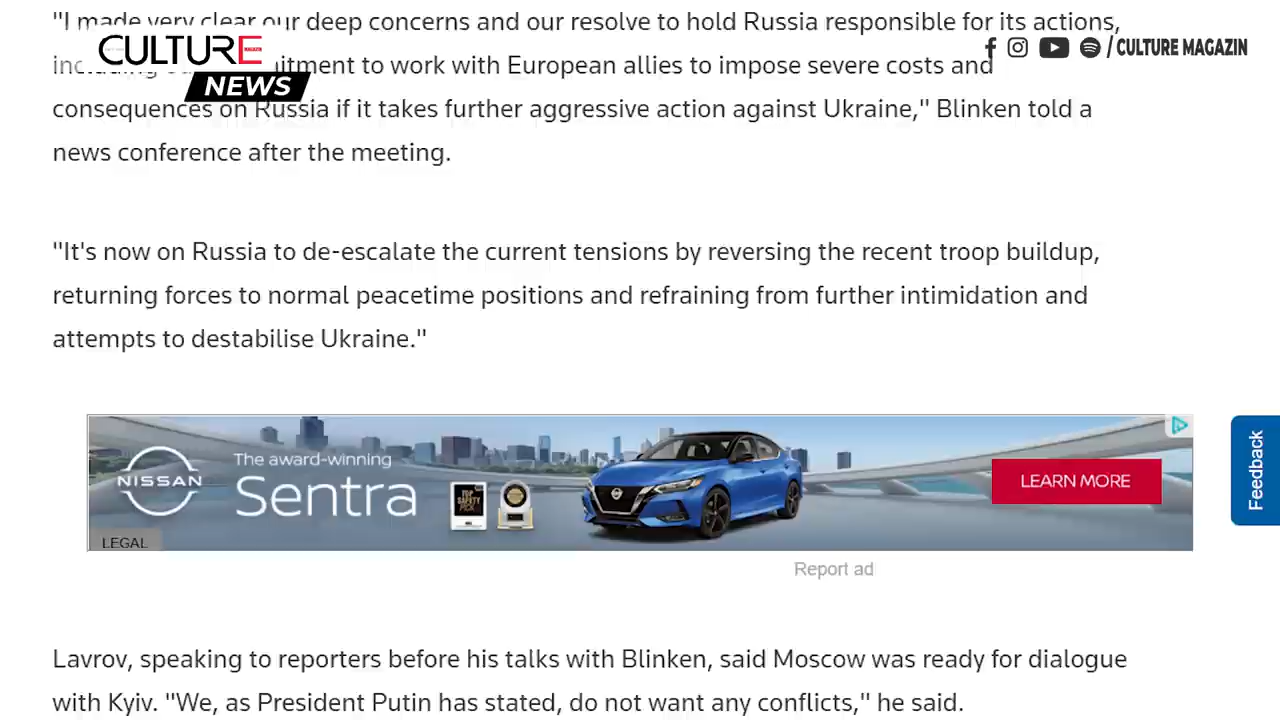 "I made very clear our deep concerns and our resolve to hold Russia responsible for its actions,
CULTURE
/ CULTURE MAGAZIN
commitment to work with European allies to impose severe costs and
NEWS
consequences on Russia if it takes further aggressive action against Ukraine," Blinken told a
news conference after the meeting.
"It's now on Russia to de-escalate the current tensions by reversing the recent troop buildup,
returning forces to normal peacetime positions and refraining from further intimidation and
attempts to destabilise Ukraine."
NISSAN
The award-winning
Sentra
TOP SAFETY PICK
LEARN MORE
LEGAL
Feedback
Report ad
Lavrov, speaking to reporters before his talks with Blinken, said Moscow was ready for dialogue
with Kyiv. "We, as President Putin has stated, do not want any conflicts," he said.